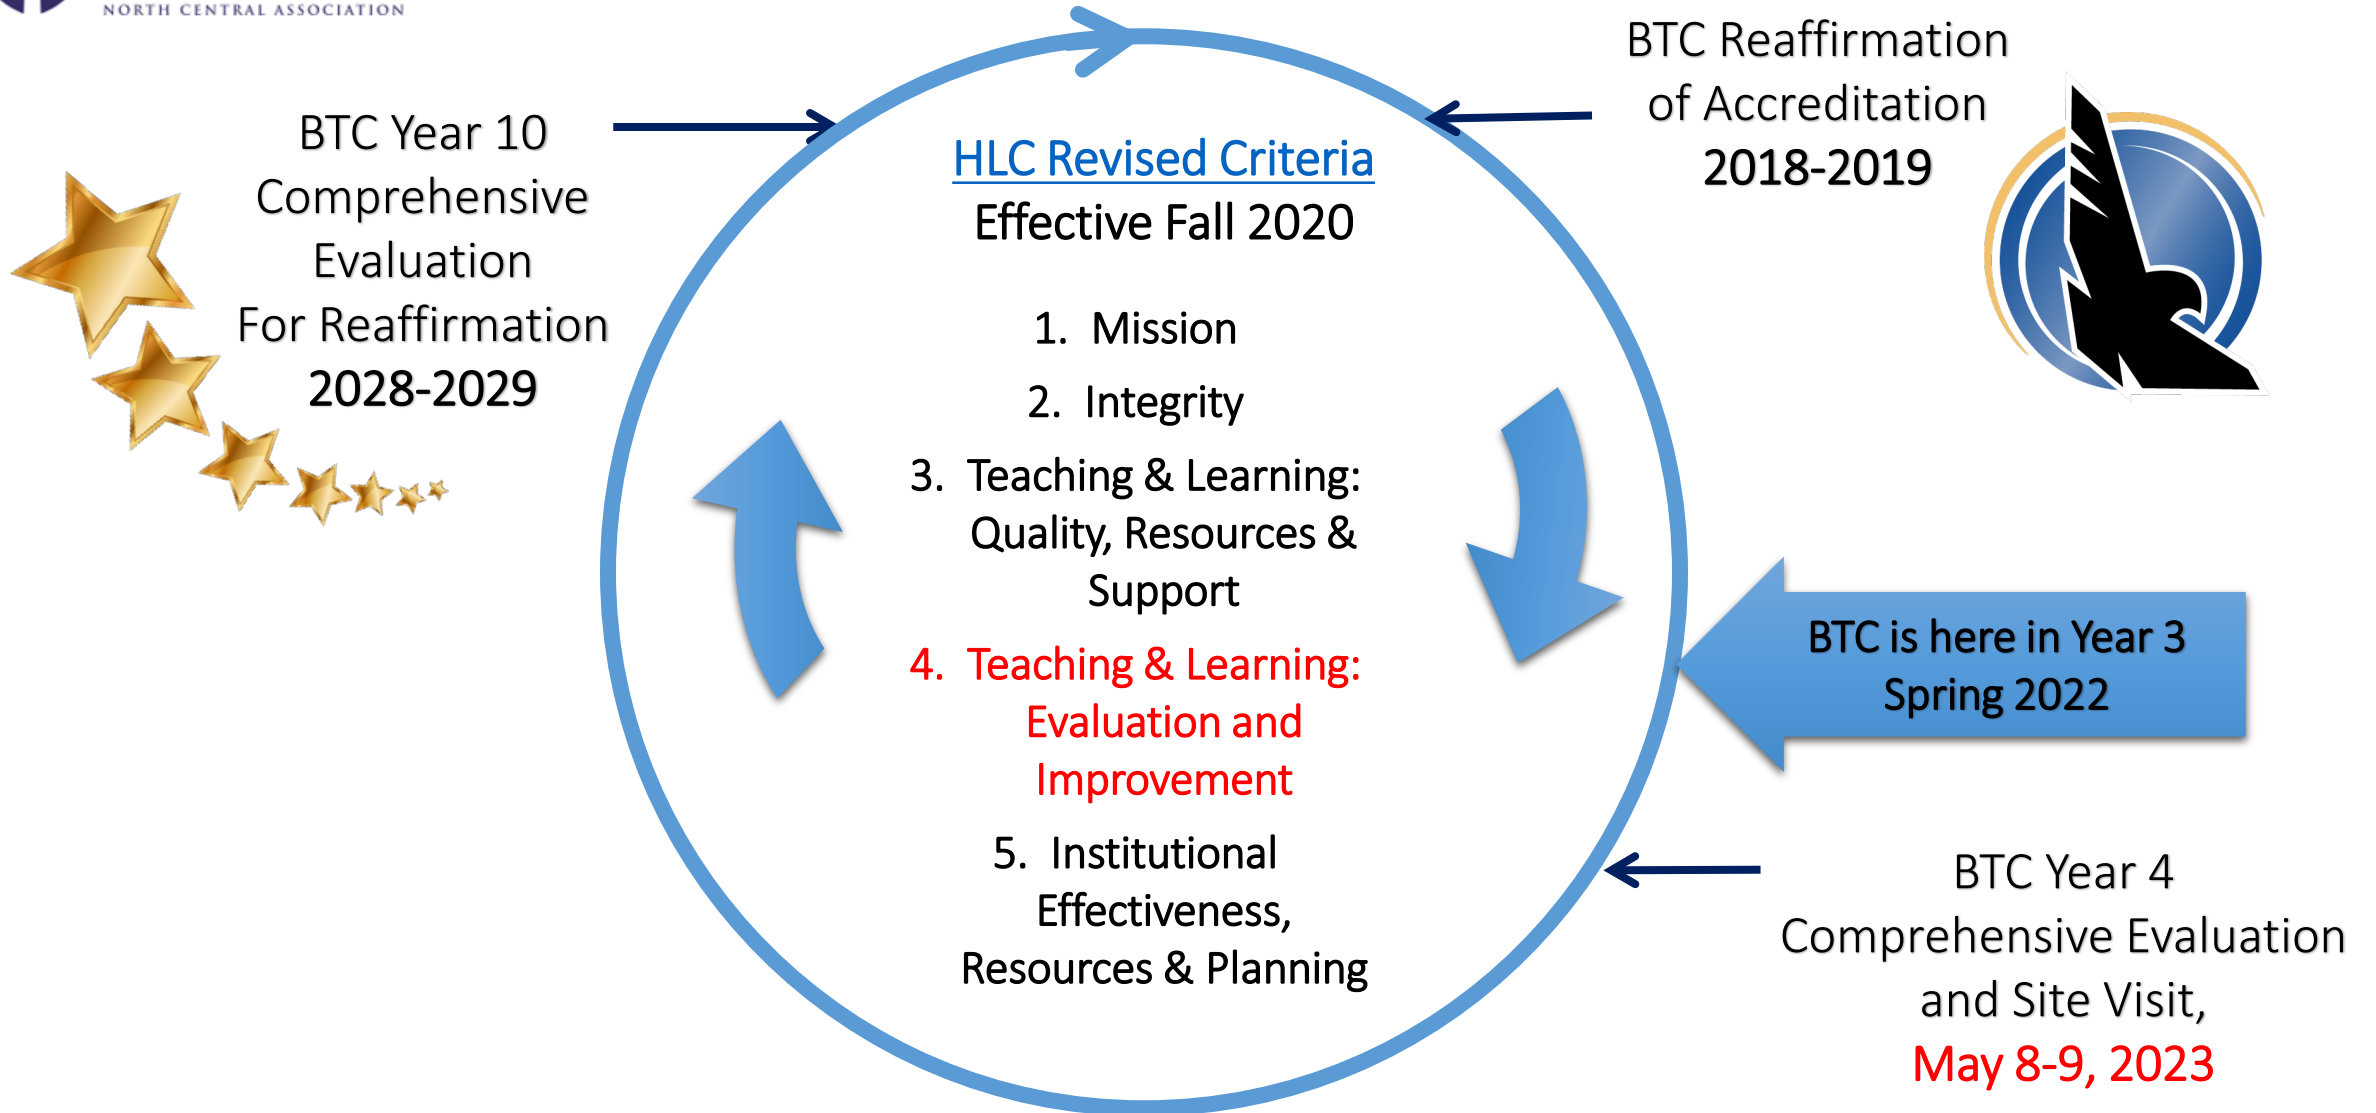 NORTH CENTRAL ASSOCIATION
BTC Reaffirmation
of Accreditation
2018-2019
BTC Year 10
Comprehensive
Evaluation
For Reaffirmation
2028-2029
HLC Revised Criteria
Effective Fall 2020
1. Mission
2. Integrity
3. Teaching & Learning:
Quality, Resources &
Support
4. Teaching & Learning:
Evaluation and
Improvement
5. Institutional
Effectiveness,
Resources & Planning
BTC is here in Year 3
Spring 2022
BTC Year 4
Comprehensive Evaluation
and Site Visit,
May 8-9, 2023